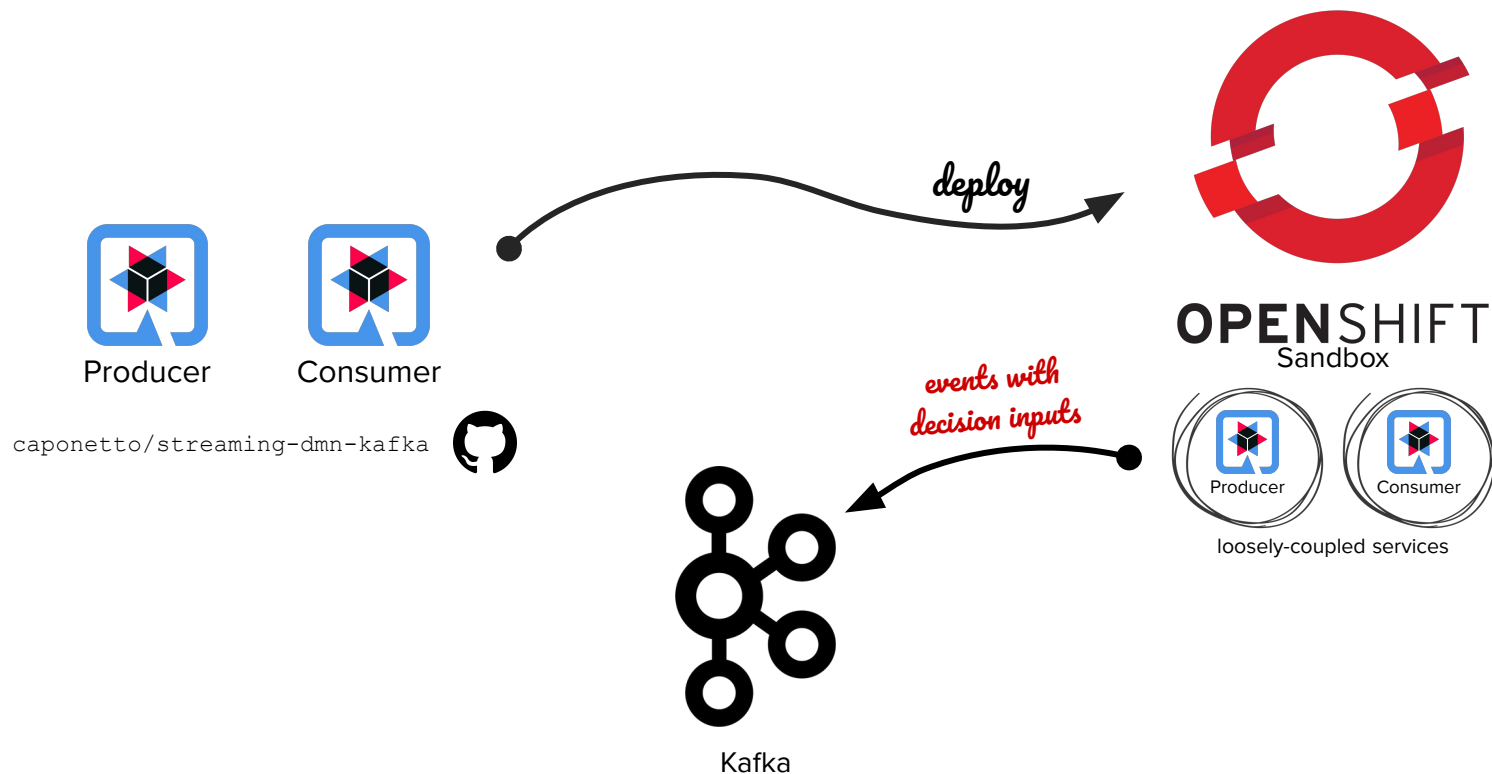 deploy
OPENSHIFT
Sandbox
Producer
Consumer
caponetto/streaming-dmn-kafka
events with
decision inputs
Producer
Consumer
loosely-coupled services
Kafka